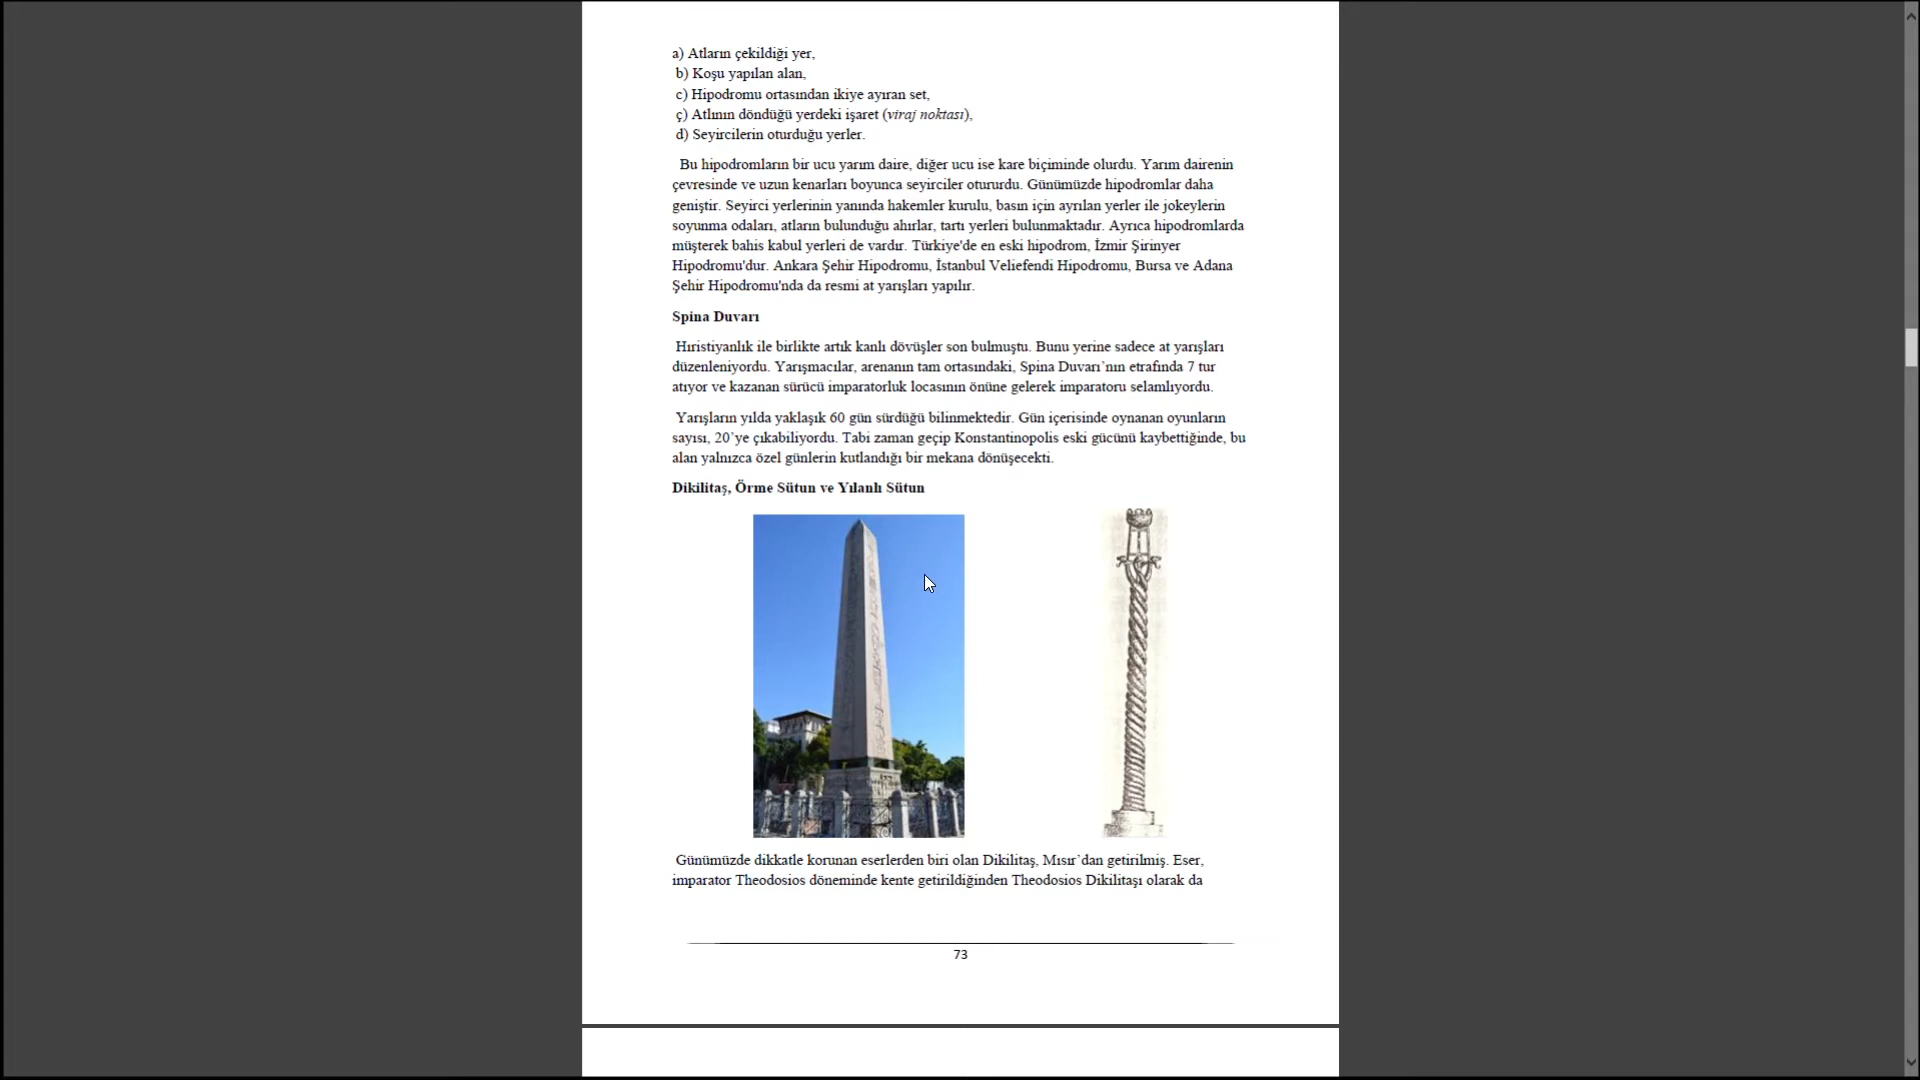 a) Atların çekildiği yer,
b) Koşu yapılan alan,
c) Hipodromu ortasından ikiye ayıran set,
ç) Atlının döndüğü yerdeki işaret (viraj noktası),
d) Seyircilerin oturduğu yerler.
Bu hipodromların bir ucu yarım daire, diğer ucu ise kare biçiminde olurdu. Yarım dairenin
çevresinde ve uzun kenarları boyunca seyirciler otururdu. Günümüzde hipodromlar daha
geniştir. Seyirci yerlerinin yanında hakemler kurulu, basın için ayrılan yerler ile jokeylerin
soyunma odaları, atların bulunduğu ahırlar, tartı yerleri bulunmaktadır. Ayrıca hipodromlarda
müşterek bahis kabul yerleri de vardır. Türkiye'de en eski hipodrom, İzmir Şirinyer
Hipodromu'dur. Ankara Şehir Hipodromu, İstanbul Veliefendi Hipodromu, Bursa ve Adana
Şehir Hipodromu'nda da resmi at yarışları yapılır.
Spina Duvarı
Hıristiyanlık ile birlikte artık kanlı dövüşler son bulmuştu. Bunu yerine sadece at yarışları
düzenleniyordu. Yarışmacılar, arenanın tam ortasındaki, Spina Duvarı’nın etrafında 7 tur
atıyor ve kazanan sürücü imparatorluk locasının önüne gelerek imparatoru selamlıyordu.
Yarışların yılda yaklaşık 60 gün sürdüğü bilinmektedir. Gün içerisinde oynanan oyunların
sayısı, 20’ye çıkabiliyordu. Tabi zaman geçip Konstantinopolis eski gücünü kaybettiğinde, bu
alan yalnızca özel günlerin kutlandığı bir mekana dönüşecekti.
Dikilitaş, Örme Sütun ve Yılanlı Sütun
Günümüzde dikkatle korunan eserlerden biri olan Dikilitaş, Mısır’dan getirilmiş. Eser,
imparator Theodosios döneminde kente getirildiğinden Theodosios Dikilitaşı olarak da
73